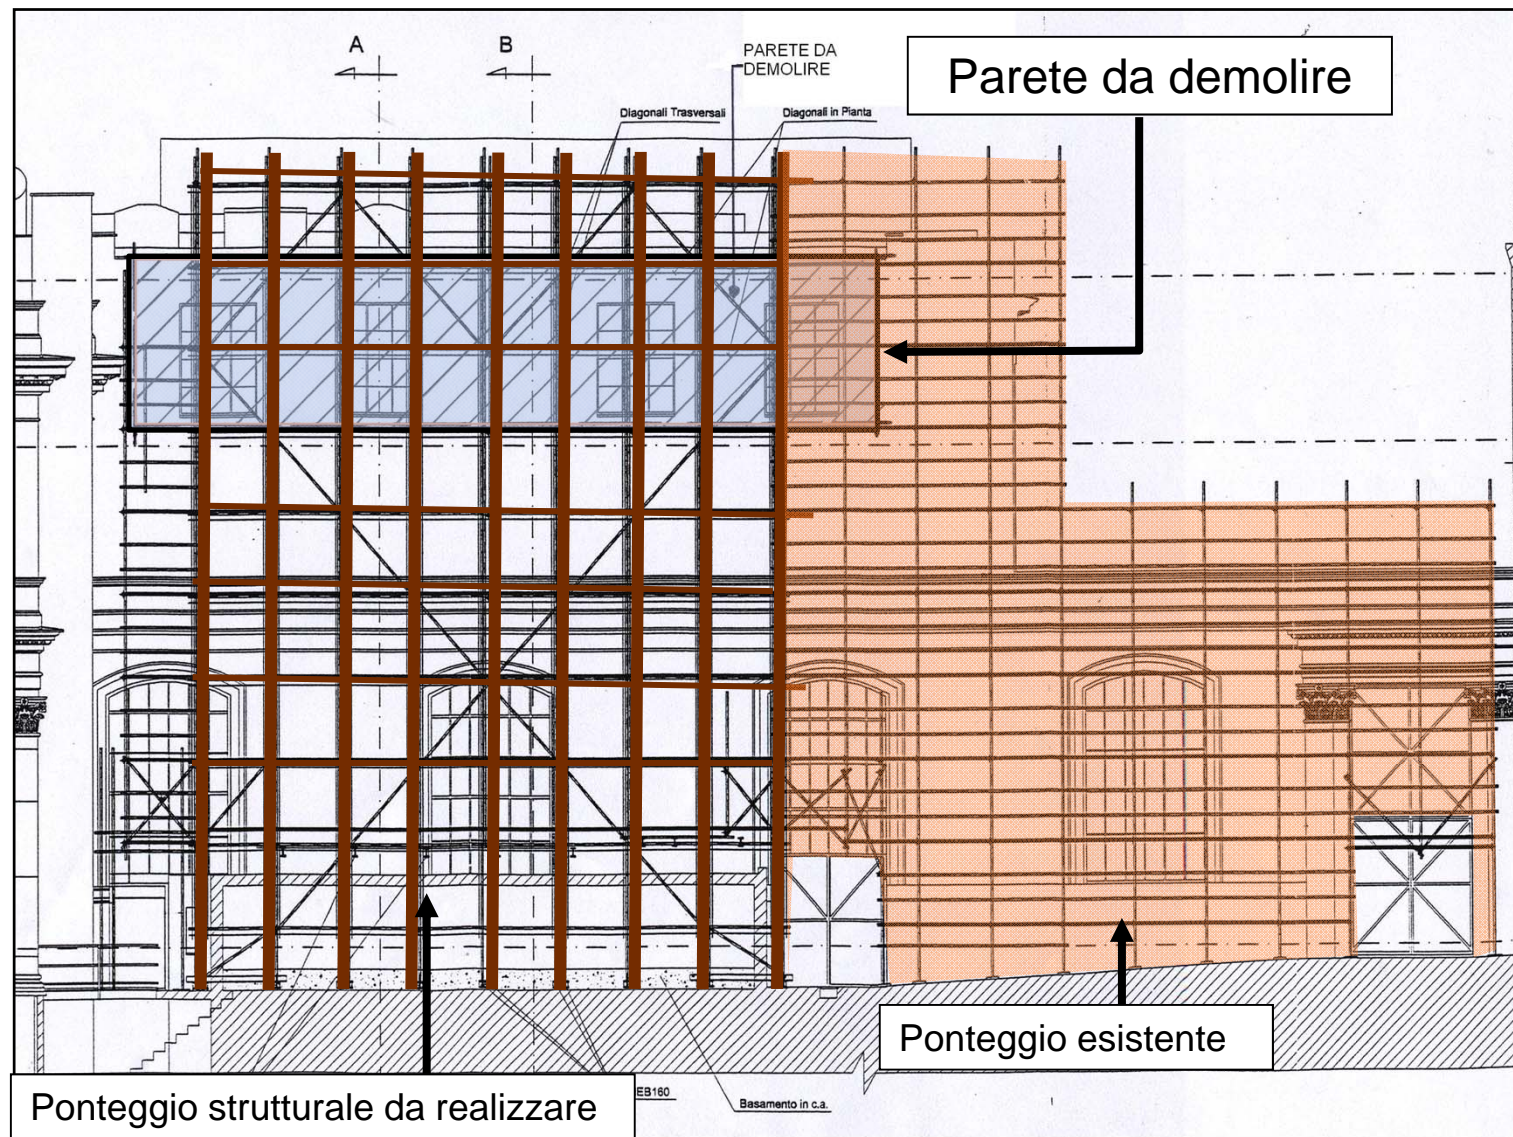 A
B
PARETE DA
DEMOLIRE
Parete da demolire
Diagonali Trasversali
Diagonali in Pianta
Ponteggio esistente
Ponteggio strutturale da realizzare
EB160
Basamento in c.a.